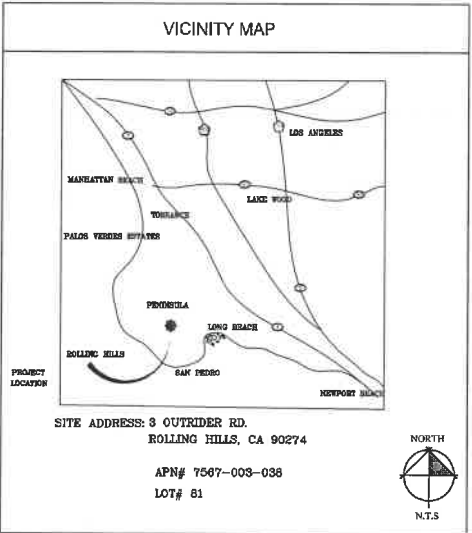 VICINITY MAP
LOS ANGELES
MANHATTAN BEACH
LAKE WOOD
TORRANCE
PALOS VERDES ESTATES
PENINSULA
LONG BEACH
ROLLING HILLS
PROJECT
LOCATION
SAN PEDRO
NEWPORT BEACH
SITE ADDRESS: 3 OUTRIDER RD.
ROLLING HILLS, CA 90274
APN# 7567-003-038
LOT# 81
NORTH
N.T.S